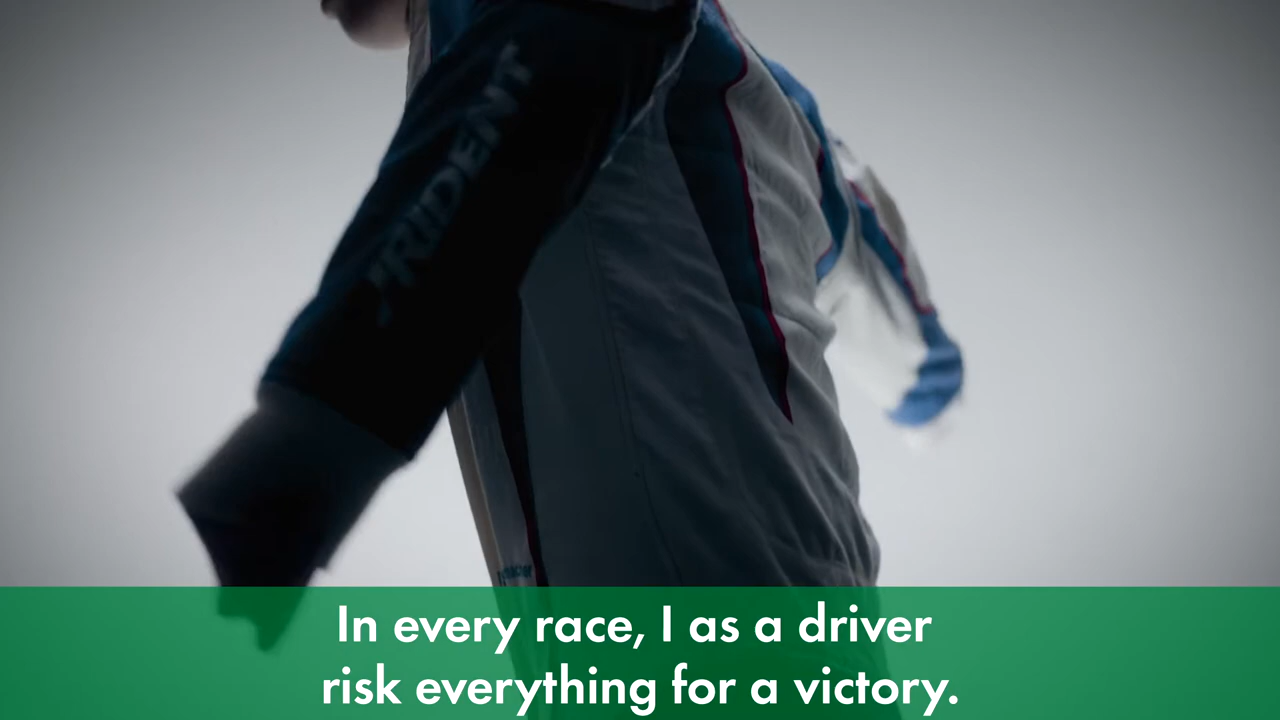 TRIDENT
In every race, I as a driver
risk everything for a victory.